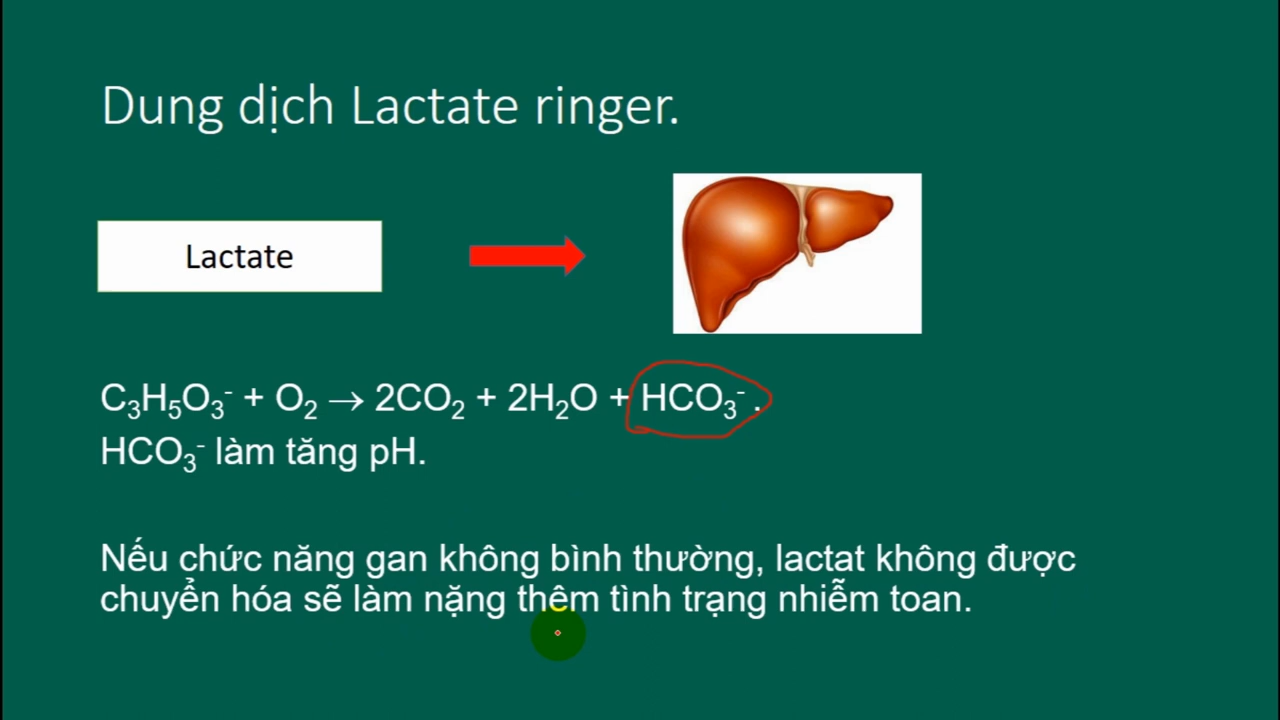 Dung dịch Lactate ringer.
Lactate
C₃H₅O₃⁻ + O₂ → 2CO₂ + 2H₂O + HCO₃⁻ .
HCO₃⁻ làm tăng pH.
Nếu chức năng gan không bình thường, lactat không được
chuyển hóa sẽ làm nặng thêm tình trạng nhiễm toan.